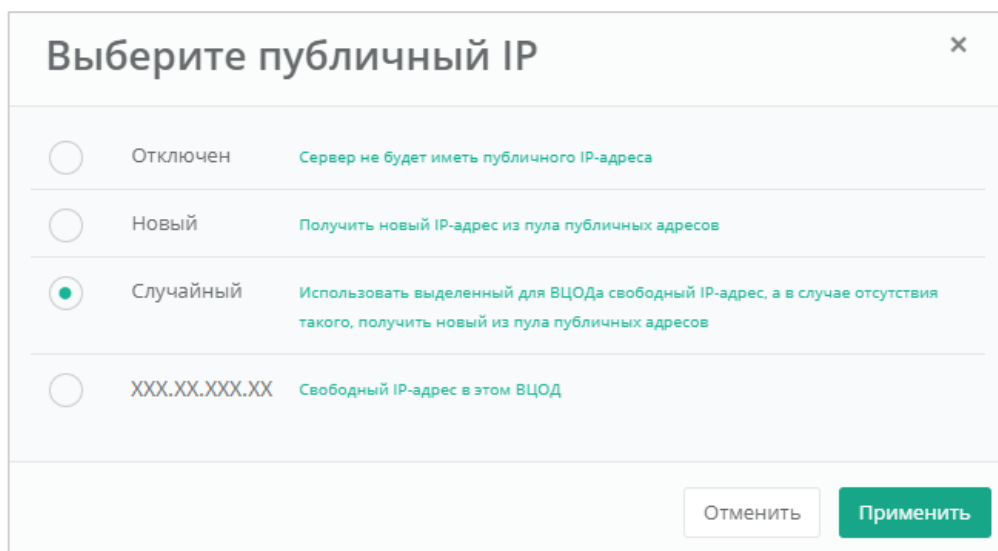 Выберите публичный IP
×
Отключен Сервер не будет иметь публичного IP-адреса
Новый Получить новый IP-адрес из пула публичных адресов
Случайный Использовать выделенный для ВЦОДа свободный IP-адрес, а в случае отсутствия
такого, получить новый из пула публичных адресов
XXX.XX.XXX.XX Свободный IP-адрес в этом ВЦОД
Отменить Применить